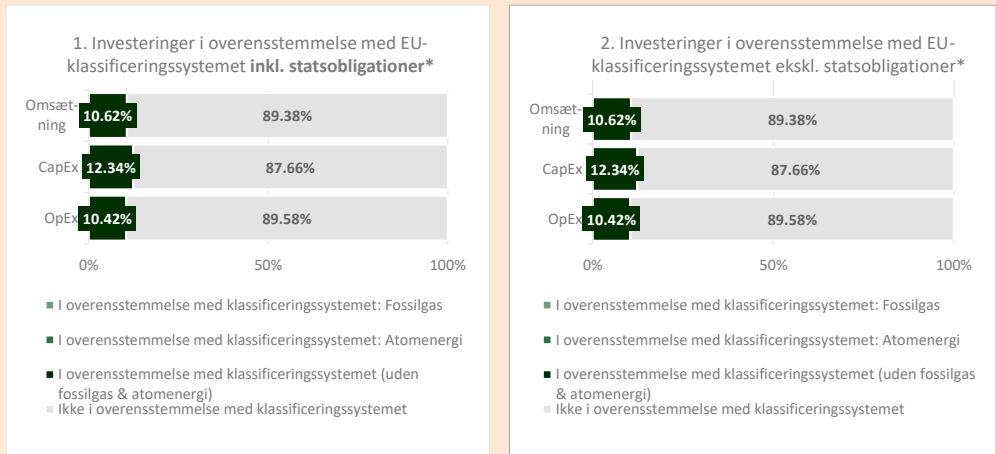 1. Investeringer i overensstemmelse med EU-
klassificeringssystemet inkl. statsobligationer*
Omsæt-
ning
10.62%
89.38%
CapEx
12.34%
87.66%
OpEx
10.42%
89.58%
0%
50%
100%
I overensstemmelse med klassificeringssystemet: Fossilgas
I overensstemmelse med klassificeringssystemet: Atomenergi
I overensstemmelse med klassificeringssystemet (uden
fossilgas & atomenergi)
Ikke i overensstemmelse med klassificeringssystemet
2. Investeringer i overensstemmelse med EU-
klassificeringssystemet ekskl. statsobligationer*
Omsæt-
ning
10.62%
89.38%
CapEx
12.34%
87.66%
OpEx
10.42%
89.58%
0%
50%
100%
I overensstemmelse med klassificeringssystemet: Fossilgas
I overensstemmelse med klassificeringssystemet: Atomenergi
I overensstemmelse med klassificeringssystemet (uden fossilgas
& atomenergi)
Ikke i overensstemmelse med klassificeringssystemet